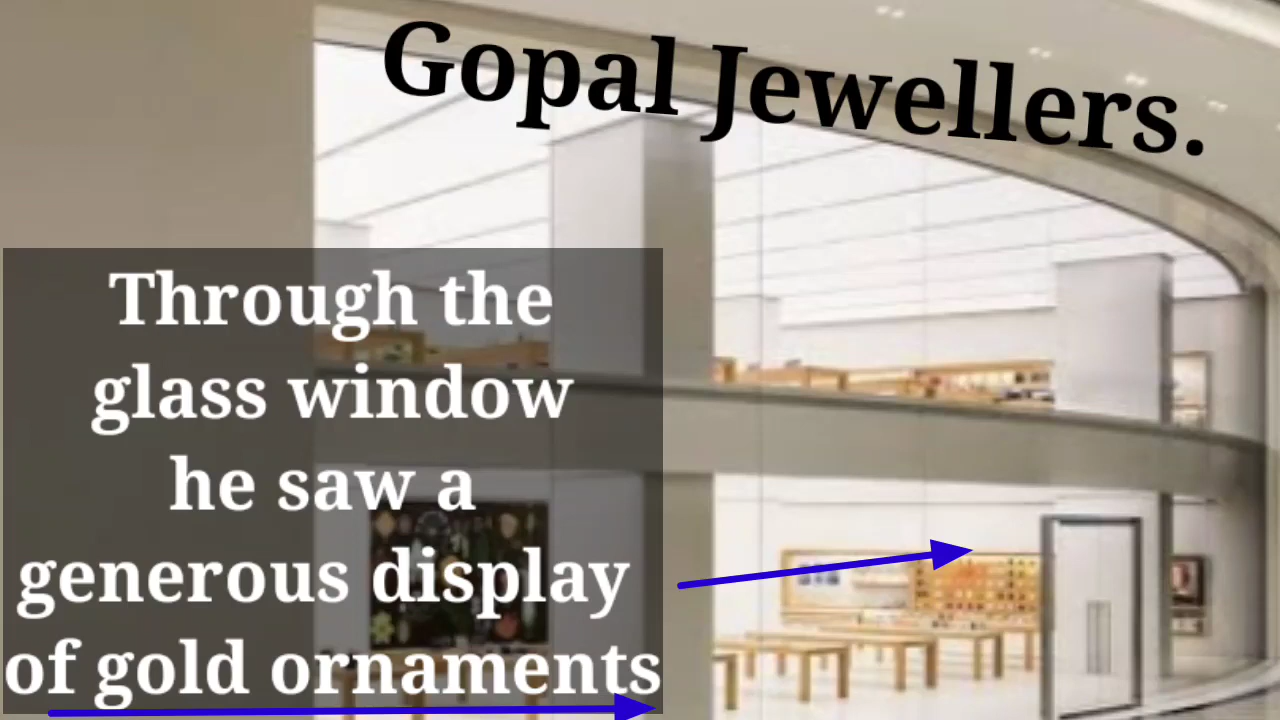 Gopal Jewellers.
Through the
glass window
he saw a
generous display
of gold ornaments